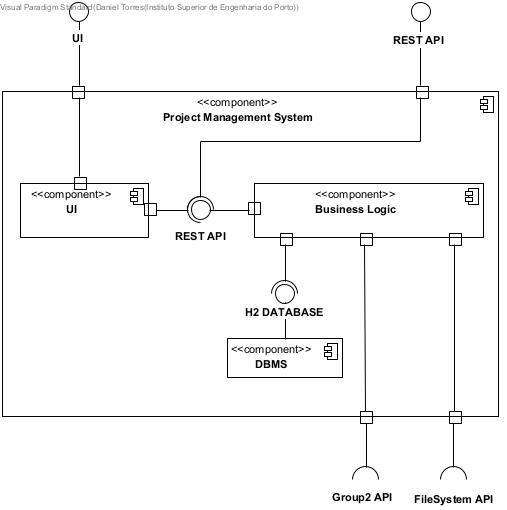 Visual Paradigm Standard(Daniel Torres(Instituto Superior de Engenharia do Porto))
UI
REST API
<<component>>
Project Management System
<<component>>
UI
<<component>>
Business Logic
REST API
H2 DATABASE
<<component>>
DBMS
Group2 API
FileSystem API